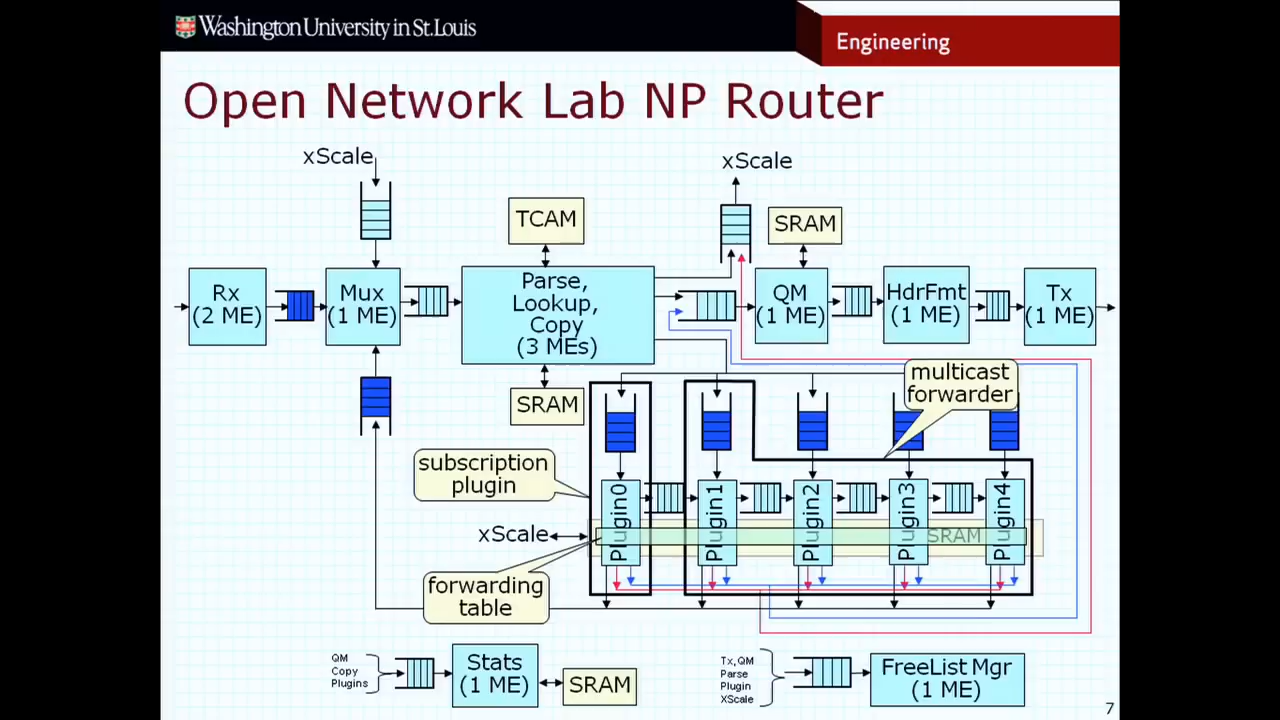 Washington University in St. Louis
Engineering
Open Network Lab NP Router
xScale
xScale
TCAM
SRAM
Rx
(2 ME)
Mux
(1 ME)
Parse,
Lookup,
Copy
(3 MEs)
QM
(1 ME)
HdrFmt
(1 ME)
Tx
(1 ME)
SRAM
multicast
forwarder
subscription
plugin
Plugin0
Plugin1
Plugin2
Plugin3
Plugin4
xScale
SRAM
forwarding
table
QM
Copy
Plugins
Stats
(1 ME)
SRAM
Tx, QM
Parse
Plugin
XScale
FreeList Mgr
(1 ME)
7